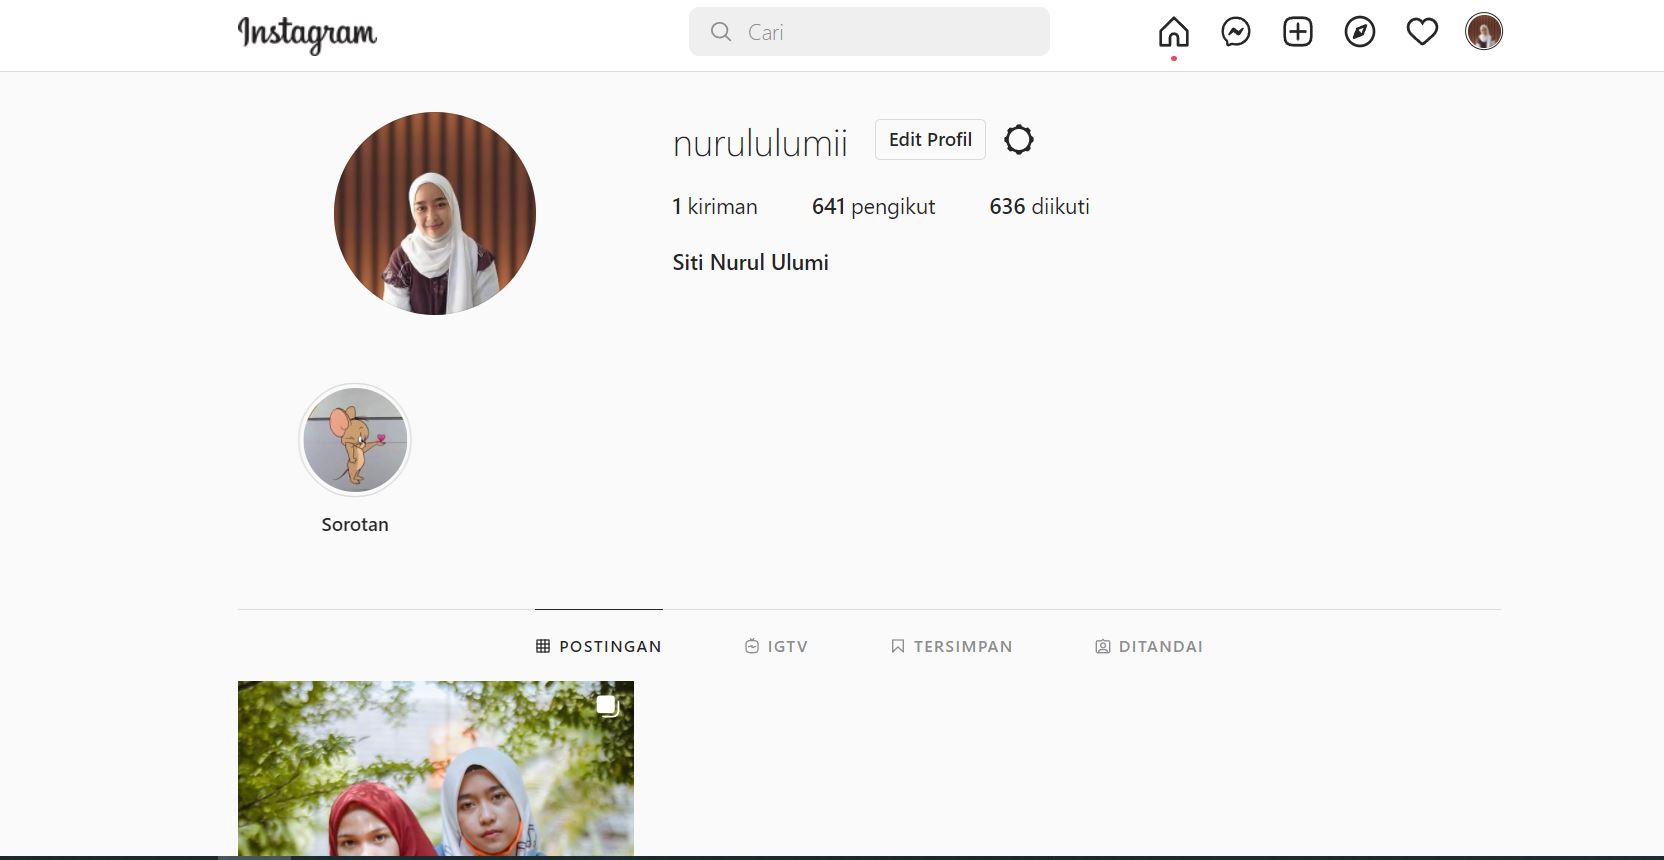 Instagram
Cari
nurululumii
Edit Profil
1 kiriman 641 pengikut 636 diikuti
Siti Nurul Ulumi
Sorotan
POSTINGAN IGTV TERSIMPAN DITANDAI